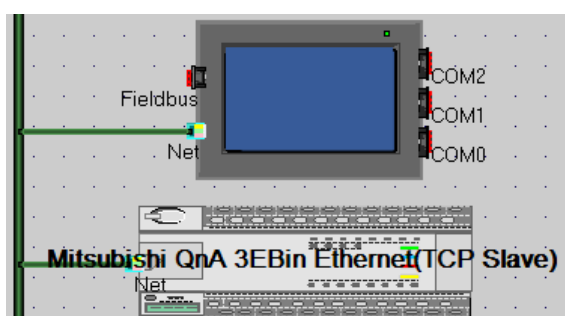 COM2
Fieldbus
COM1
Net
COM0
Mitsubishi QnA 3EBin Ethernet(TCP Slave)
Net